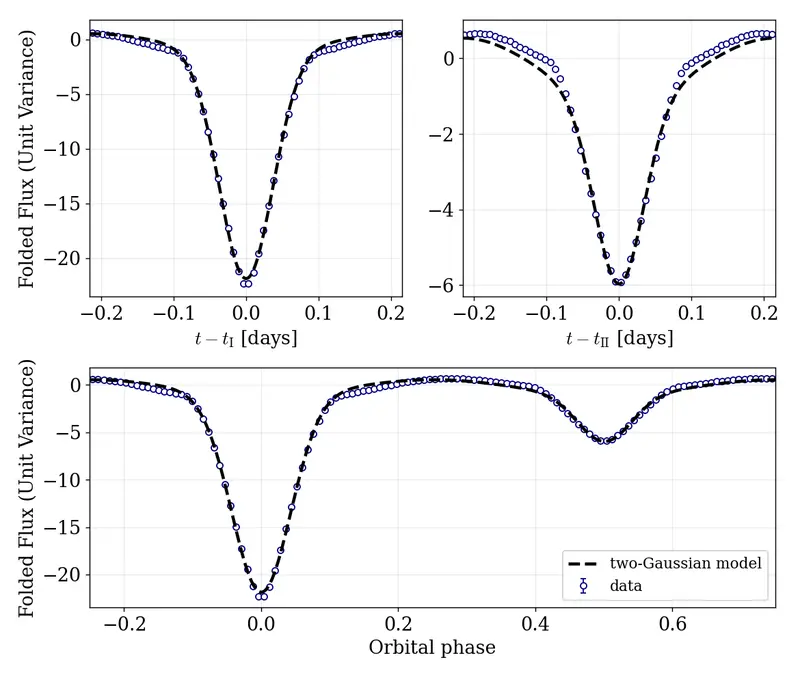 Folded Flux (Unit Variance)
0
−5
−10
−15
−20
−0.2 −0.1 0.0 0.1 0.2
t − tI [days]
0
−2
−4
−6
−0.2 −0.1 0.0 0.1 0.2
t − tII [days]
Folded Flux (Unit Variance)
0
−5
−10
−15
−20
−0.2 0.0 0.2 0.4 0.6
Orbital phase
two-Gaussian model
data